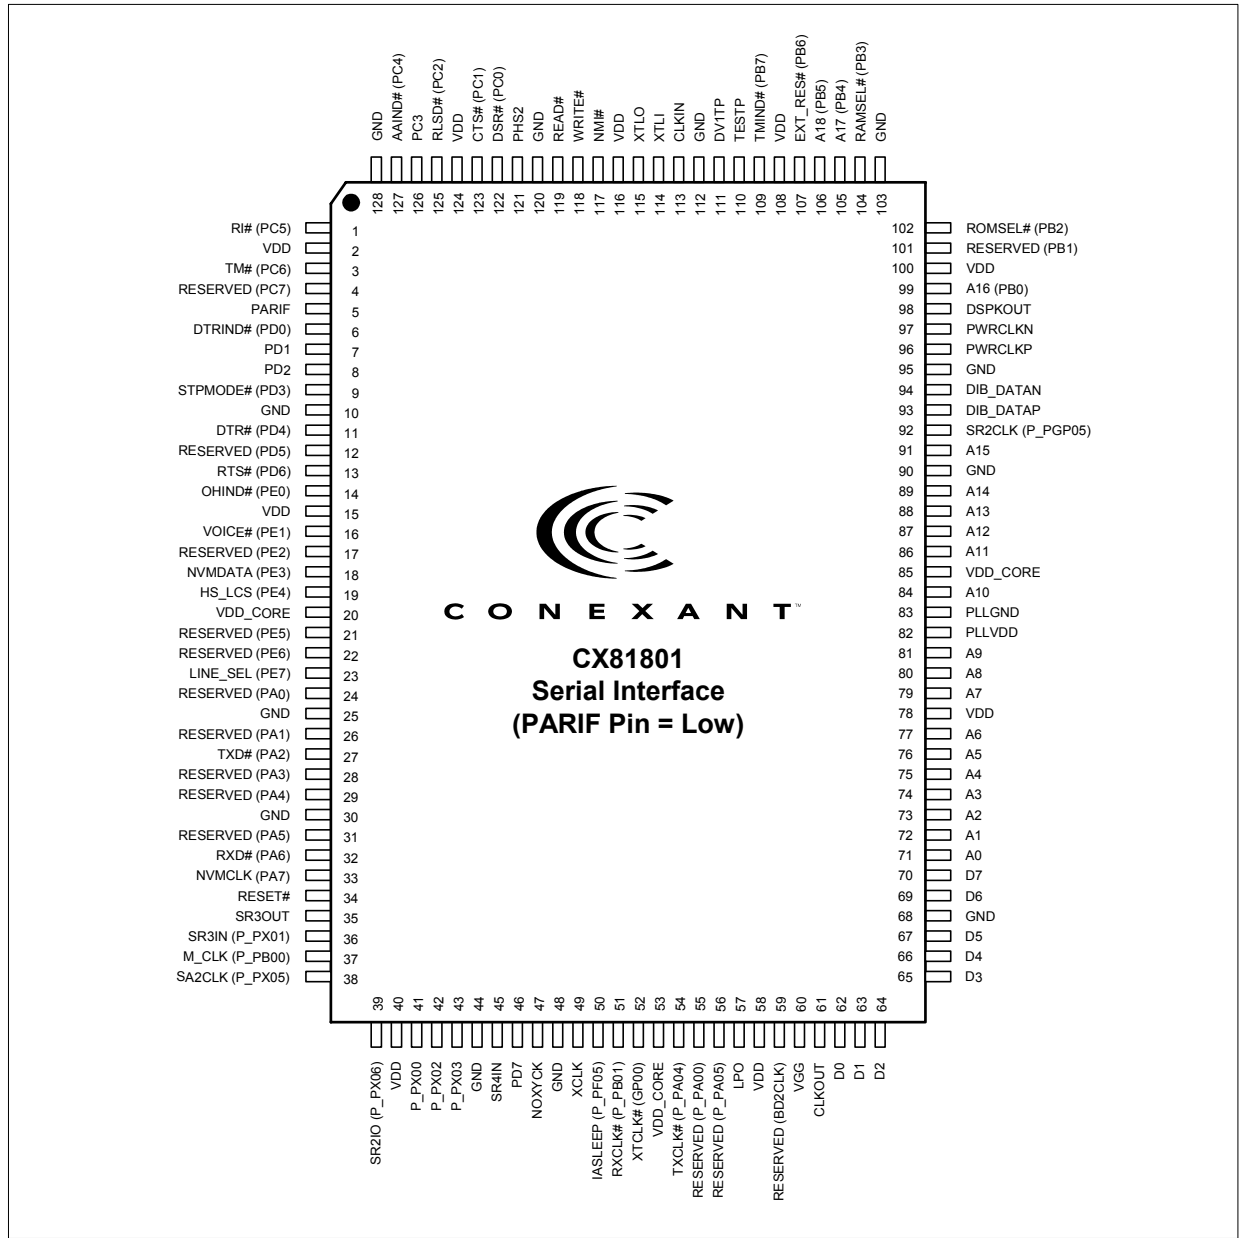 GND
AAIND# (PC4)
PC3
RLSD# (PC2)
VDD
CTS# (PC1)
DSR# (PC0)
PHS2
GND
READ#
WRITE#
NMI#
VDD
XTLO
XTLI
CLKIN
GND
DV1TP
TESTP
TMIND# (PB7)
VDD
EXT_RES# (PB6)
A18 (PB5)
A17 (PB4)
RAMSEL# (PB3)
GND
128
127
126
125
124
123
122
121
120
119
118
117
116
115
114
113
112
111
110
109
108
107
106
105
104
103
RI# (PC5) 1
VDD 2
TM# (PC6) 3
RESERVED (PC7) 4
PARIF 5
DTRIND# (PD0) 6
PD1 7
PD2 8
STPMODE# (PD3) 9
GND 10
DTR# (PD4) 11
RESERVED (PD5) 12
RTS# (PD6) 13
OHIND# (PE0) 14
VDD 15
VOICE# (PE1) 16
RESERVED (PE2) 17
NVMDATA (PE3) 18
HS_LCS (PE4) 19
VDD_CORE 20
RESERVED (PE5) 21
RESERVED (PE6) 22
LINE_SEL (PE7) 23
RESERVED (PA0) 24
GND 25
RESERVED (PA1) 26
TXD# (PA2) 27
RESERVED (PA3) 28
RESERVED (PA4) 29
GND 30
RESERVED (PA5) 31
RXD# (PA6) 32
NVMCLK (PA7) 33
RESET# 34
SR3OUT 35
SR3IN (P_PX01) 36
M_CLK (P_PB00) 37
SA2CLK (P_PX05) 38
CONEXANT™
CX81801
Serial Interface
(PARIF Pin = Low)
102 ROMSEL# (PB2)
101 RESERVED (PB1)
100 VDD
99 A16 (PB0)
98 DSPKOUT
97 PWRCLKN
96 PWRCLKP
95 GND
94 DIB_DATAN
93 DIB_DATAP
92 SR2CLK (P_PGP05)
91 A15
90 GND
89 A14
88 A13
87 A12
86 A11
85 VDD_CORE
84 A10
83 PLLGND
82 PLLVDD
81 A9
80 A8
79 A7
78 VDD
77 A6
76 A5
75 A4
74 A3
73 A2
72 A1
71 A0
70 D7
69 D6
68 GND
67 D5
66 D4
65 D3
39
40
41
42
43
44
45
46
47
48
49
50
51
52
53
54
55
56
57
58
59
60
61
62
63
64
SR2IO (P_PX06)
VDD
P_PX00
P_PX02
P_PX03
GND
SR4IN
PD7
NOXYCK
GND
XCLK
IASLEEP (P_PF05)
RXCLK# (P_PB01)
XTCLK# (GP00)
VDD_CORE
TXCLK# (P_PA04)
RESERVED (P_PA00)
RESERVED (P_PA05)
LPO
VDD
RESERVED (BD2CLK)
VGG
CLKOUT
D0
D1
D2